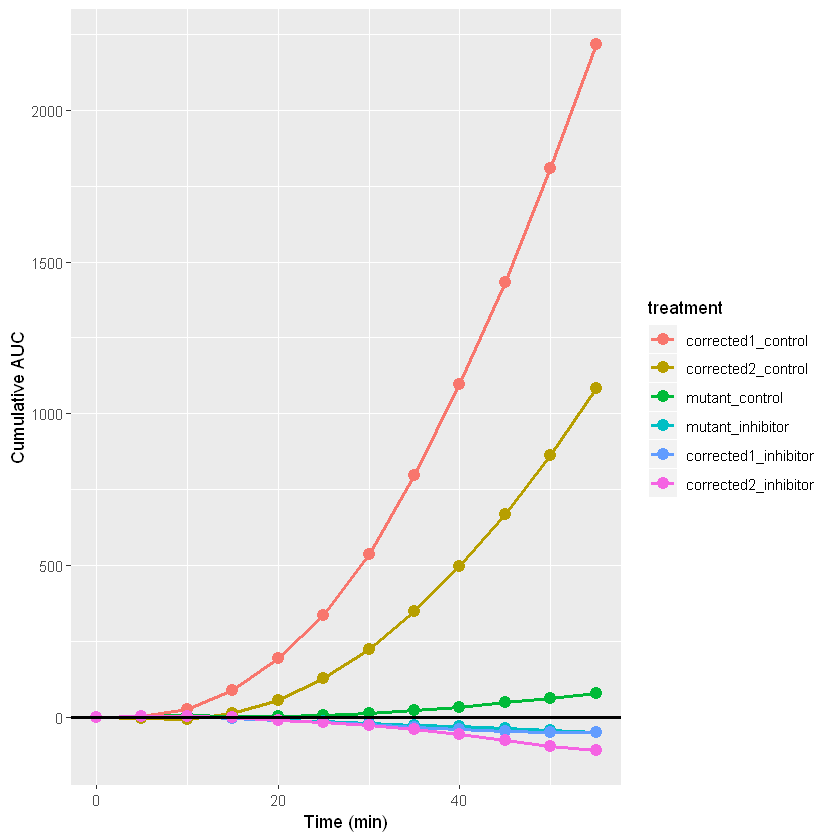 2000
1500
1000
500
0
Cumulative AUC
0 20 40
Time (min)
treatment
corrected1_control
corrected2_control
mutant_control
mutant_inhibitor
corrected1_inhibitor
corrected2_inhibitor